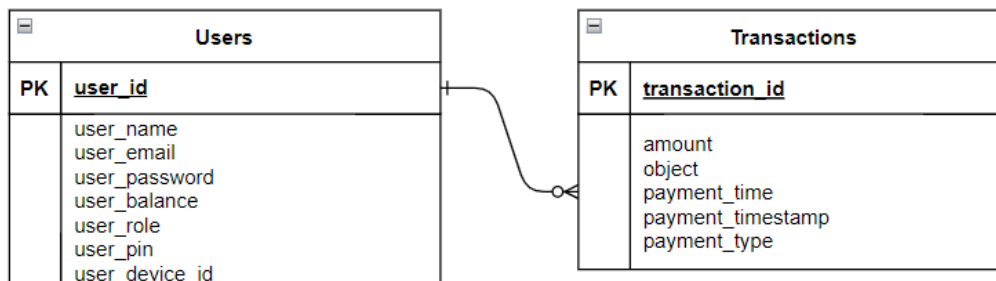 Users
PK user_id
user_name
user_email
user_password
user_balance
user_role
user_pin
user_device_id
Transactions
PK transaction_id
amount
object
payment_time
payment_timestamp
payment_type